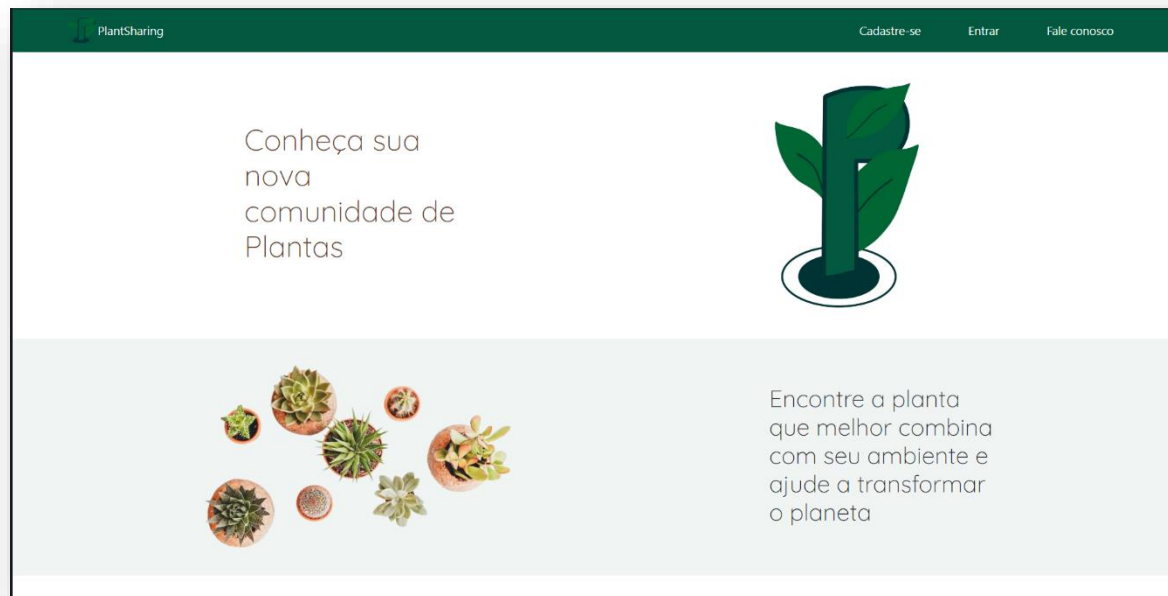 PlantSharing
Cadastre-se
Entrar
Fale conosco
Conheça sua
nova
comunidade de
Plantas
P
Encontre a planta
que melhor combina
com seu ambiente e
ajude a transformar
o planeta